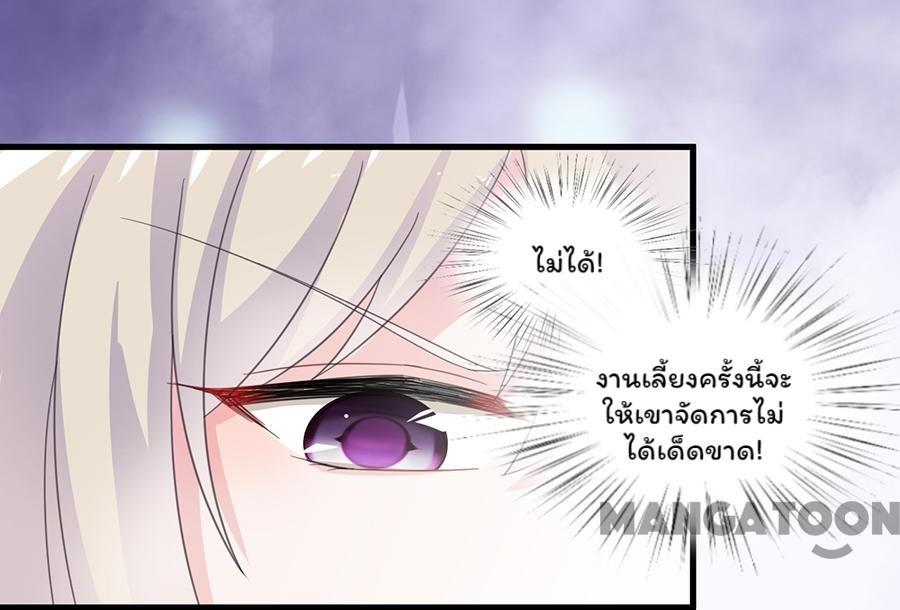 ไม่ได้!
งานเลี้ยงครั้งนี้จะ
ให้เขาจัดการไม่
ได้เด็ดขาด!
MANGATOON